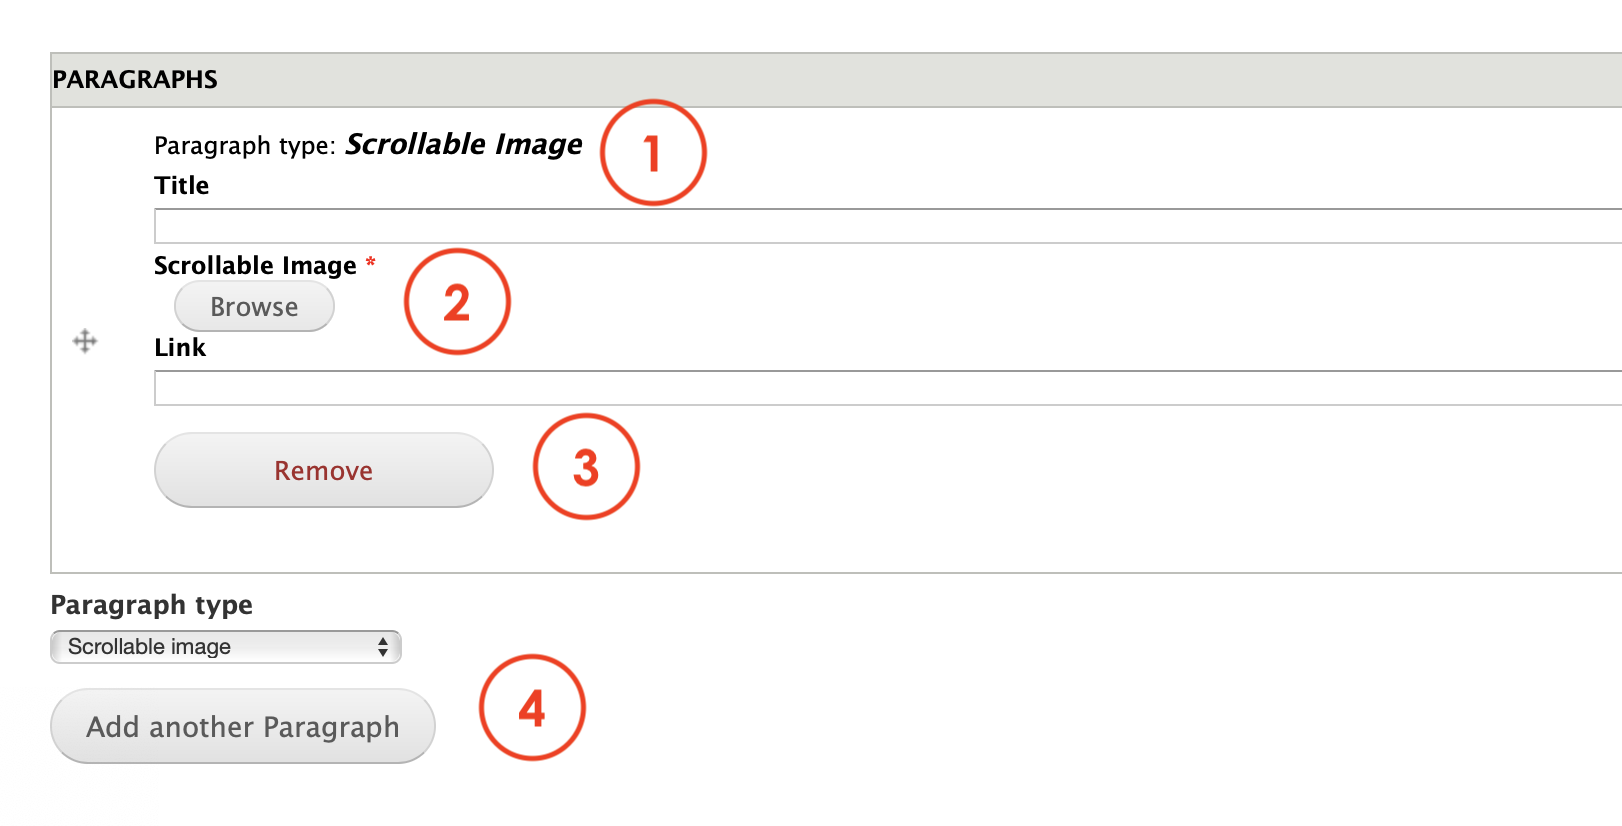 PARAGRAPHS
Paragraph type: Scrollable Image
1
Title
Scrollable Image *
2
Browse
Link
3
Remove
Paragraph type
Scrollable image
4
Add another Paragraph